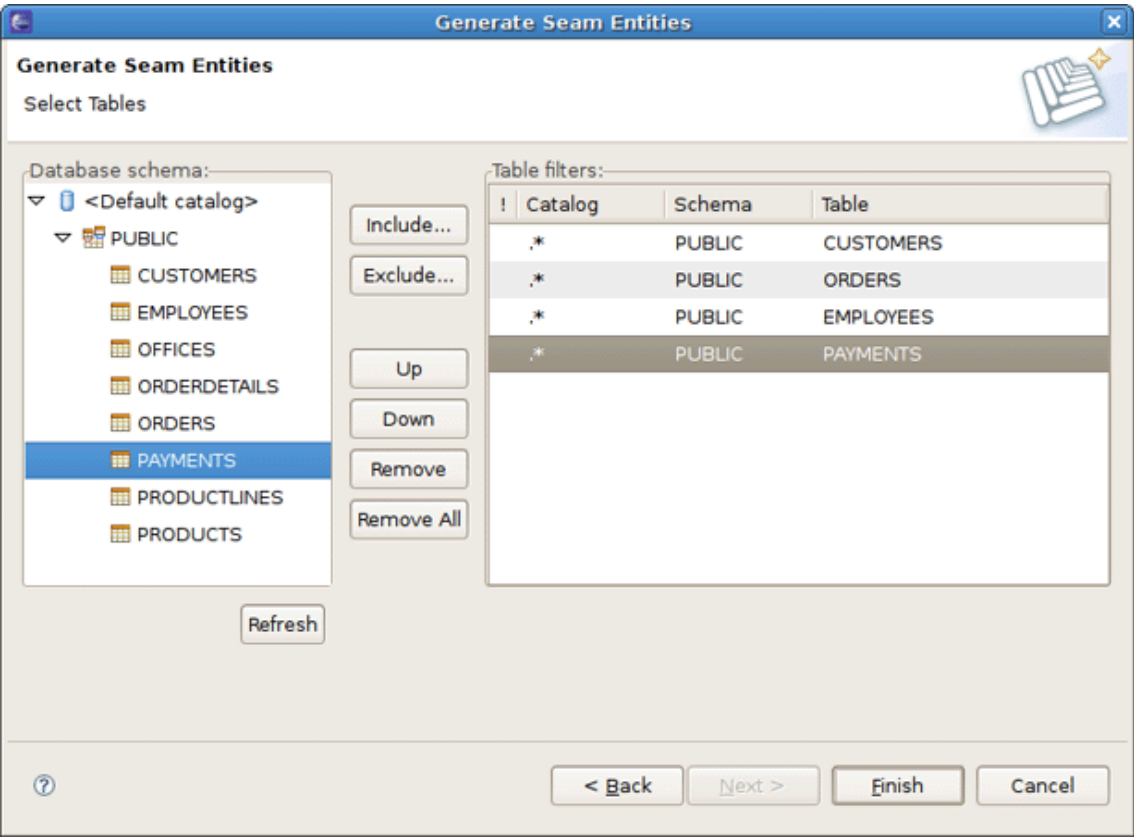 Generate Seam Entities
Generate Seam Entities
Select Tables
Database schema:
<Default catalog>
PUBLIC
CUSTOMERS
EMPLOYEES
OFFICES
ORDERDETAILS
ORDERS
PAYMENTS
PRODUCTLINES
PRODUCTS
Refresh
Include...
Exclude...
Up
Down
Remove
Remove All
Table filters:
! Catalog Schema Table
.* PUBLIC CUSTOMERS
.* PUBLIC ORDERS
.* PUBLIC EMPLOYEES
.* PUBLIC PAYMENTS
? < Back Next > Finish Cancel